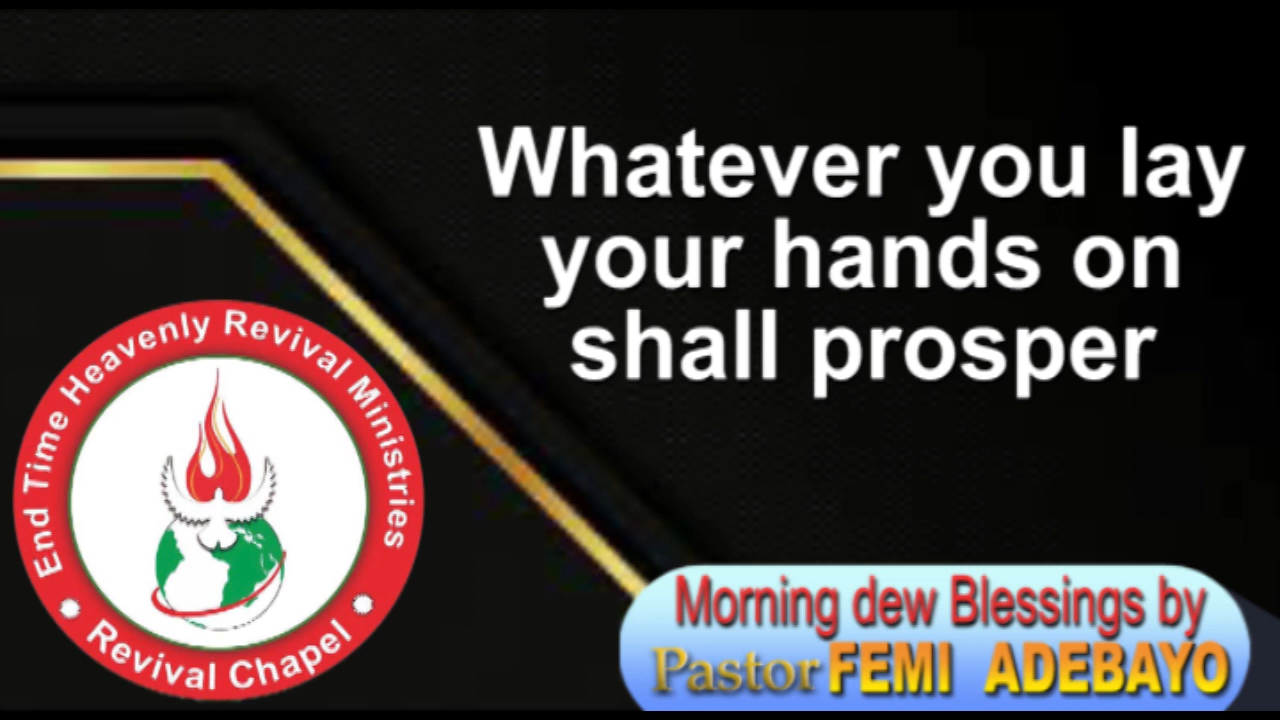 Whatever you lay
your hands on
shall prosper
End Time Heavenly Revival Ministries
Revival Chapel
Morning dew Blessings by
Pastor FEMI ADEBAYO